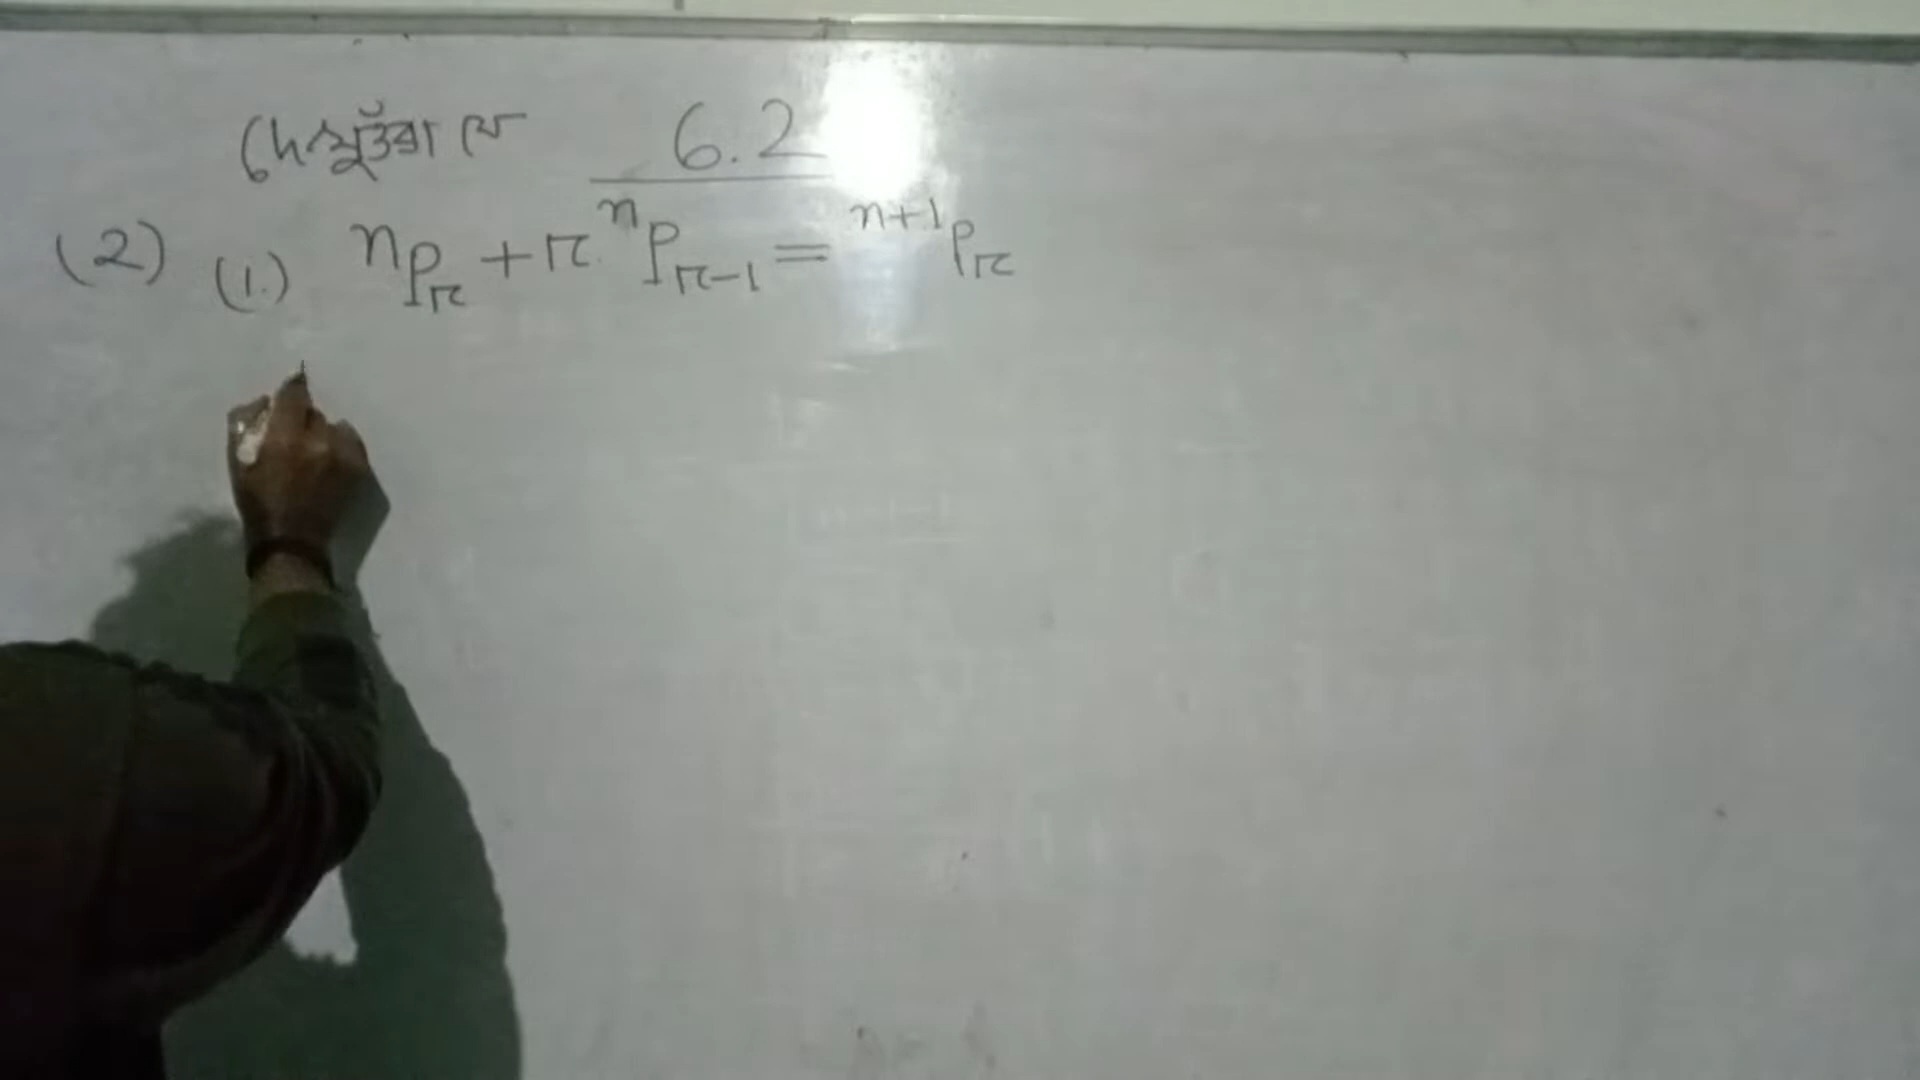 দেখুওঁৱা যে 6.2
(2) (1.) ⁿPᵣ + r. ⁿPᵣ₋₁ = ⁿ⁺¹Pᵣ